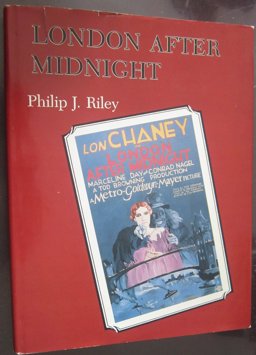 LONDON AFTER
MIDNIGHT
Philip J. Riley
LON CHANEY
in
LONDON
AFTER MIDNIGHT
MARCELINE DAY and CONRAD NAGEL
A TOD BROWNING PRODUCTION
A Metro-Goldwyn-Mayer PICTURE